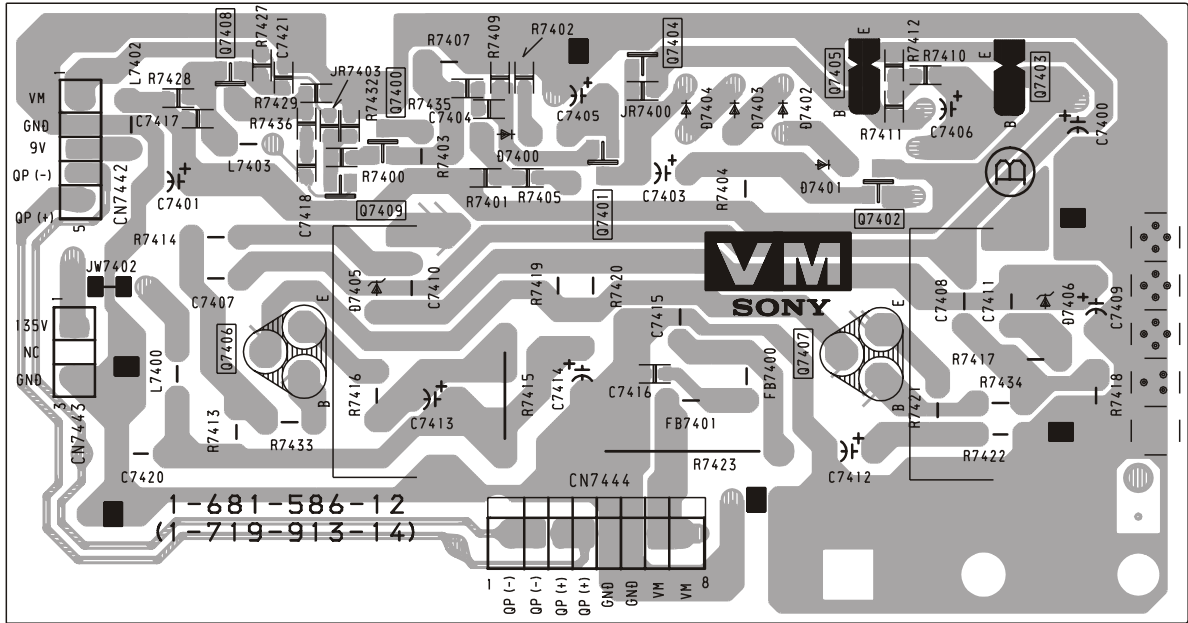 L7402
R7428
C7417
Q7408
R7427
C7421
R7429
R7436
JR7403
R7432
Q7400
R7407
R7435
C7404
R7409
R7402
C7405
Q7404
JR7400
D7404
D7403
D7402
Q7405
E
B
R7412
R7410
R7411
C7406
E
Q7403
B
C7400
1
VM
GND
9V
QP (-)
QP (+)
5
CN7442
C7401
L7403
C7418
R7400
Q7409
R7403
D7400
R7401
R7405
Q7401
C7403
R7404
D7401
Q7402
B
R7414
JW7402
C7407
D7405
C7410
R7419
R7420
C7415
VM
SONY
C7408
C7411
D7406
C7409
1
135V
NC
GND
3
CN7443
L7400
Q7406
E
B
R7416
C7413
R7415
C7414
C7416
FB7400
FB7401
Q7407
E
B
R7417
R7434
R7421
R7418
R7413
R7433
C7420
R7423
C7412
R7422
CN7444
1-681-586-12
(1-719-913-14)
1
QP (-)
QP (-)
QP (+)
QP (+)
GND
GND
VM
VM
8